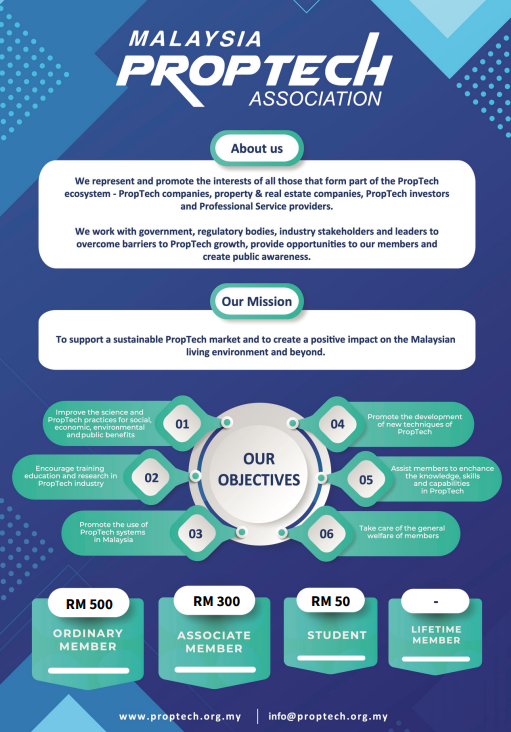 MALAYSIA
PROPTECH
ASSOCIATION
About us
We represent and promote the interests of all those that form part of the PropTech
ecosystem - PropTech companies, property & real estate companies, PropTech investors
and Professional Service providers.
We work with government, regulatory bodies, industry stakeholders and leaders to
overcome barriers to PropTech growth, provide opportunities to our members and
create public awareness.
Our Mission
To support a sustainable PropTech market and to create a positive impact on the Malaysian
living environment and beyond.
OUR
OBJECTIVES
01
Improve the science and
PropTech practices for social,
economic, environmental
and public benefits
02
Encourage training
education and research in
PropTech industry
03
Promote the use of
PropTech systems
in Malaysia
04
Promote the development
of new techniques of
PropTech
05
Assist members to enchance
the knowledge, skills
and capabilities
in PropTech
06
Take care of the general
welfare of members
RM 500
ORDINARY
MEMBER
RM 300
ASSOCIATE
MEMBER
RM 50
STUDENT
-
LIFETIME
MEMBER
www.proptech.org.my | info@proptech.org.my